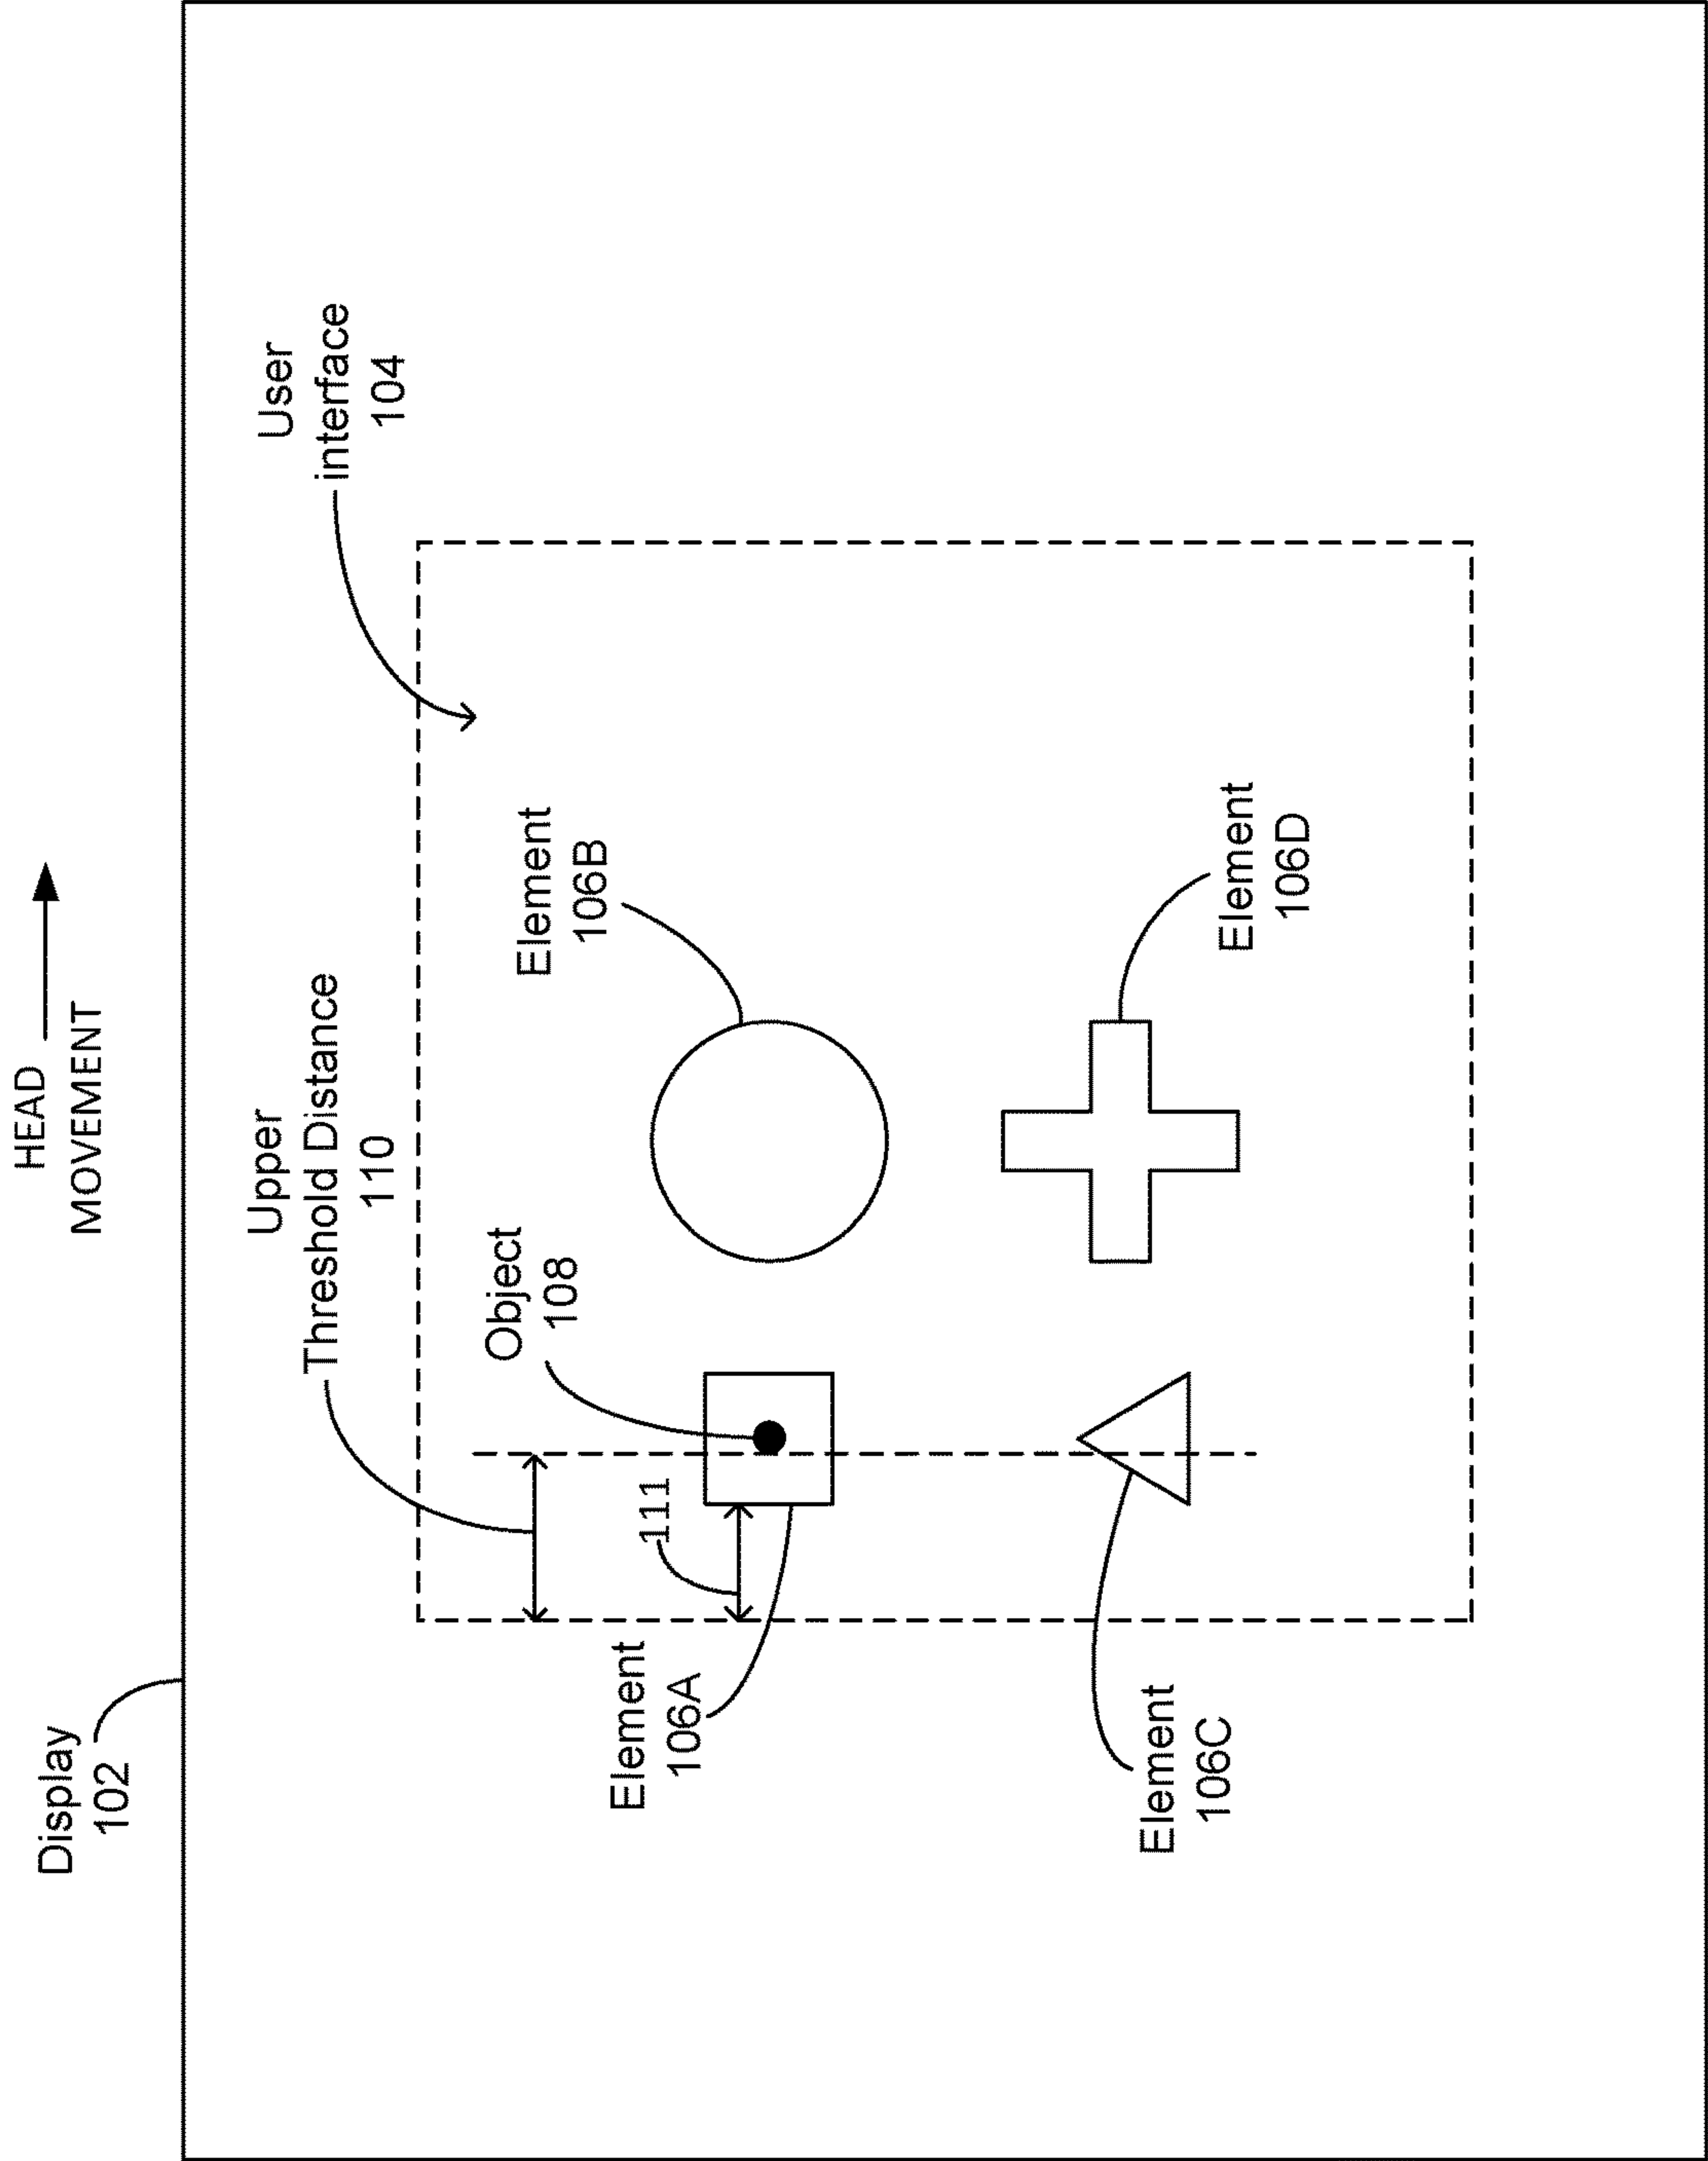 HEAD
MOVEMENT
Display
102
Upper
Threshold Distance
110
User
interface
104
Object
108
Element
106B
111
Element
106A
Element
106C
Element
106D